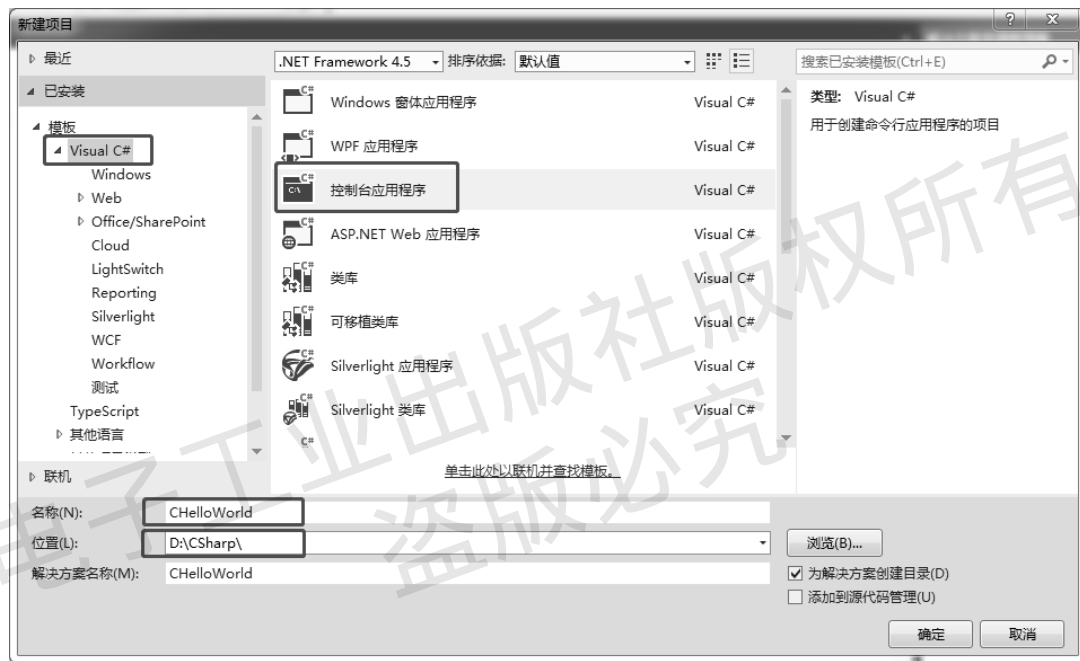 新建项目
最近
.NET Framework 4.5 排序依据: 默认值
搜索已安装模板(Ctrl+E)
已安装
模板
Visual C#
Windows
Web
Office/SharePoint
Cloud
LightSwitch
Reporting
Silverlight
WCF
Workflow
测试
TypeScript
其他语言
联机
Windows 窗体应用程序 Visual C#
WPF 应用程序 Visual C#
控制台应用程序 Visual C#
ASP.NET Web 应用程序 Visual C#
类库 Visual C#
可移植类库 Visual C#
Silverlight 应用程序 Visual C#
Silverlight 类库 Visual C#
单击此处以联机并查找模板。
类型: Visual C#
用于创建命令行应用程序的项目
名称(N): CHelloWorld
位置(L): D:\CSharp\ 浏览(B)...
解决方案名称(M): CHelloWorld
为解决方案创建目录(D)
添加到源代码管理(U)
确定 取消
电子工业出版社版权所有
盗版必究